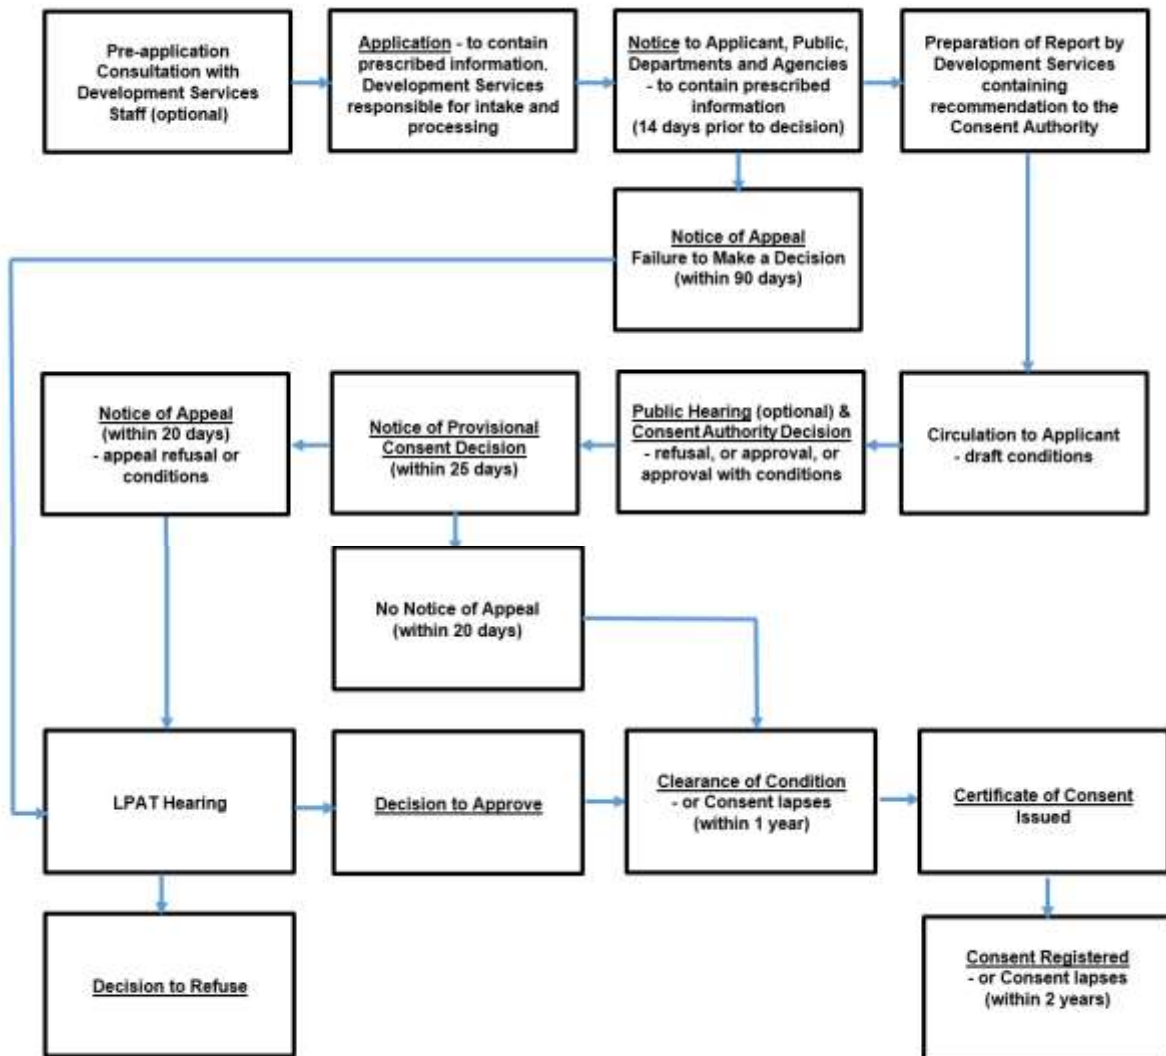 Pre-application
Consultation with
Development Services
Staff (optional)
Application - to contain
prescribed information.
Development Services
responsible for intake and
processing
Notice to Applicant, Public,
Departments and Agencies
- to contain prescribed
information
(14 days prior to decision)
Preparation of Report by
Development Services
containing
recommendation to the
Consent Authority
Notice of Appeal
Failure to Make a Decision
(within 90 days)
Notice of Appeal
(within 20 days)
- appeal refusal or
conditions
Notice of Provisional
Consent Decision
(within 25 days)
Public Hearing (optional) &
Consent Authority Decision
- refusal, or approval, or
approval with conditions
Circulation to Applicant
- draft conditions
No Notice of Appeal
(within 20 days)
LPAT Hearing
Decision to Approve
Clearance of Condition
- or Consent lapses
(within 1 year)
Certificate of Consent
Issued
Decision to Refuse
Consent Registered
- or Consent lapses
(within 2 years)